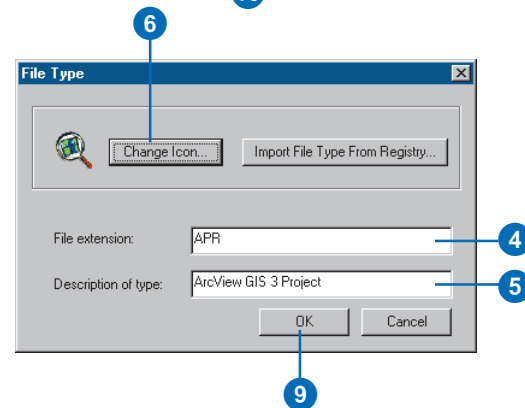 6
File Type
Change Icon...
Import File Type From Registry...
File extension:
APR
4
Description of type:
ArcView GIS 3 Project
5
OK
Cancel
9